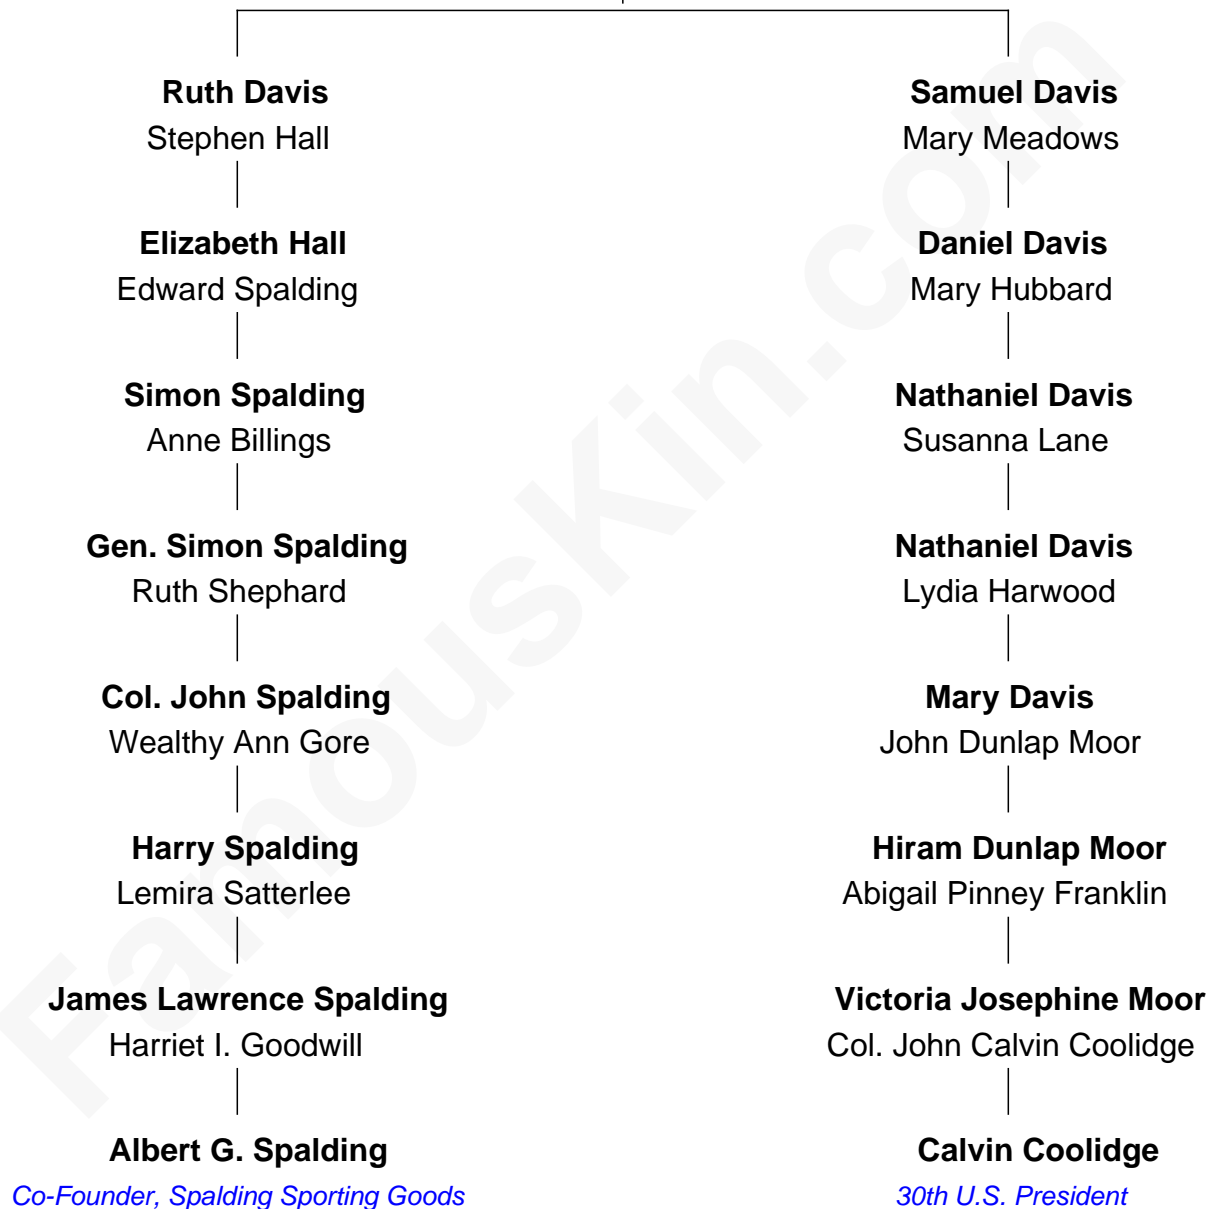 Ruth Davis
Stephen Hall
Samuel Davis
Mary Meadows
Elizabeth Hall
Edward Spalding
Daniel Davis
Mary Hubbard
Simon Spalding
Anne Billings
Nathaniel Davis
Susanna Lane
Gen. Simon Spalding
Ruth Shephard
Nathaniel Davis
Lydia Harwood
Col. John Spalding
Wealthy Ann Gore
Mary Davis
John Dunlap Moor
Harry Spalding
Lemira Satterlee
Hiram Dunlap Moor
Abigail Pinney Franklin
James Lawrence Spalding
Harriet I. Goodwill
Victoria Josephine Moor
Col. John Calvin Coolidge
Albert G. Spalding
Co-Founder, Spalding Sporting Goods
Calvin Coolidge
30th U.S. President
FamousKin.com